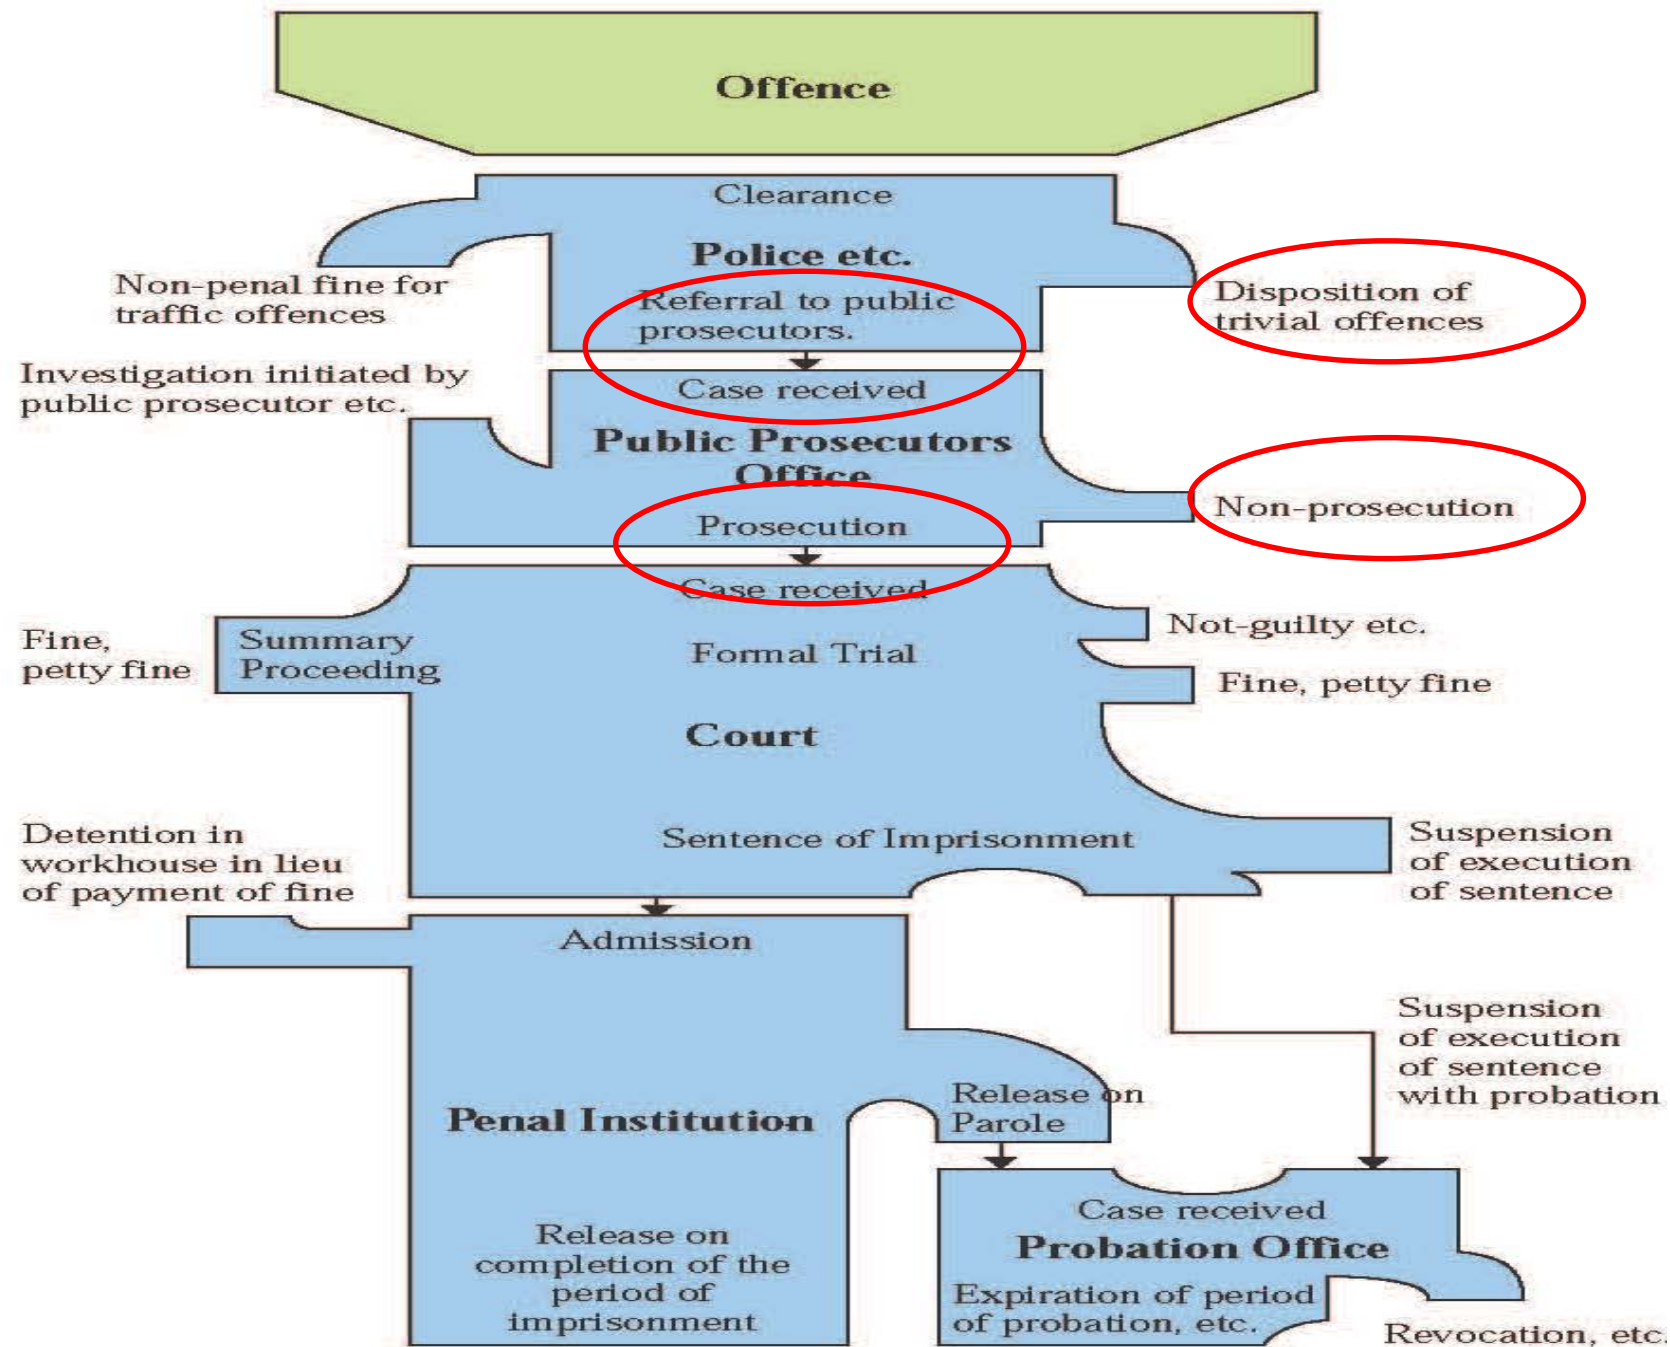 Offence
Clearance
Police etc.
Non-penal fine for
traffic offences
Referral to public
prosecutors.
Disposition of
trivial offences
Investigation initiated by
public prosecutor etc.
Case received
Public Prosecutors
Office
Prosecution
Non-prosecution
Case received
Fine,
petty fine
Summary
Proceeding
Formal Trial
Not-guilty etc.
Fine, petty fine
Court
Sentence of Imprisonment
Suspension
of execution
of sentence
Detention in
workhouse in lieu
of payment of fine
Admission
Suspension
of execution
of sentence
with probation
Release on
Parole
Penal Institution
Case received
Probation Office
Release on
completion of the
period of
imprisonment
Expiration of period
of probation, etc.
Revocation, etc.